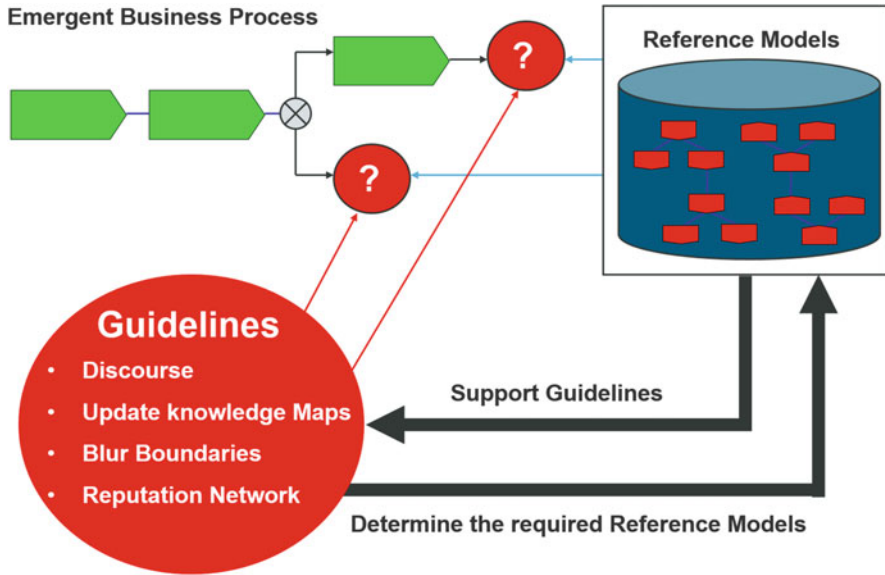 Emergent Business Process
Reference Models
?
?
Guidelines
• Discourse
• Update knowledge Maps
• Blur Boundaries
• Reputation Network
Support Guidelines
Determine the required Reference Models